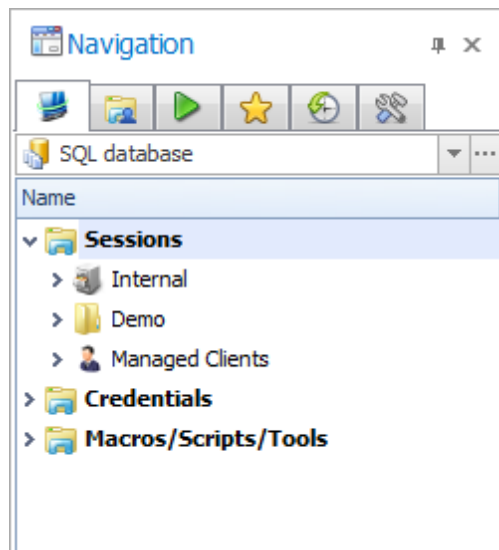 Navigation
SQL database
Name
Sessions
Internal
Demo
Managed Clients
Credentials
Macros/Scripts/Tools